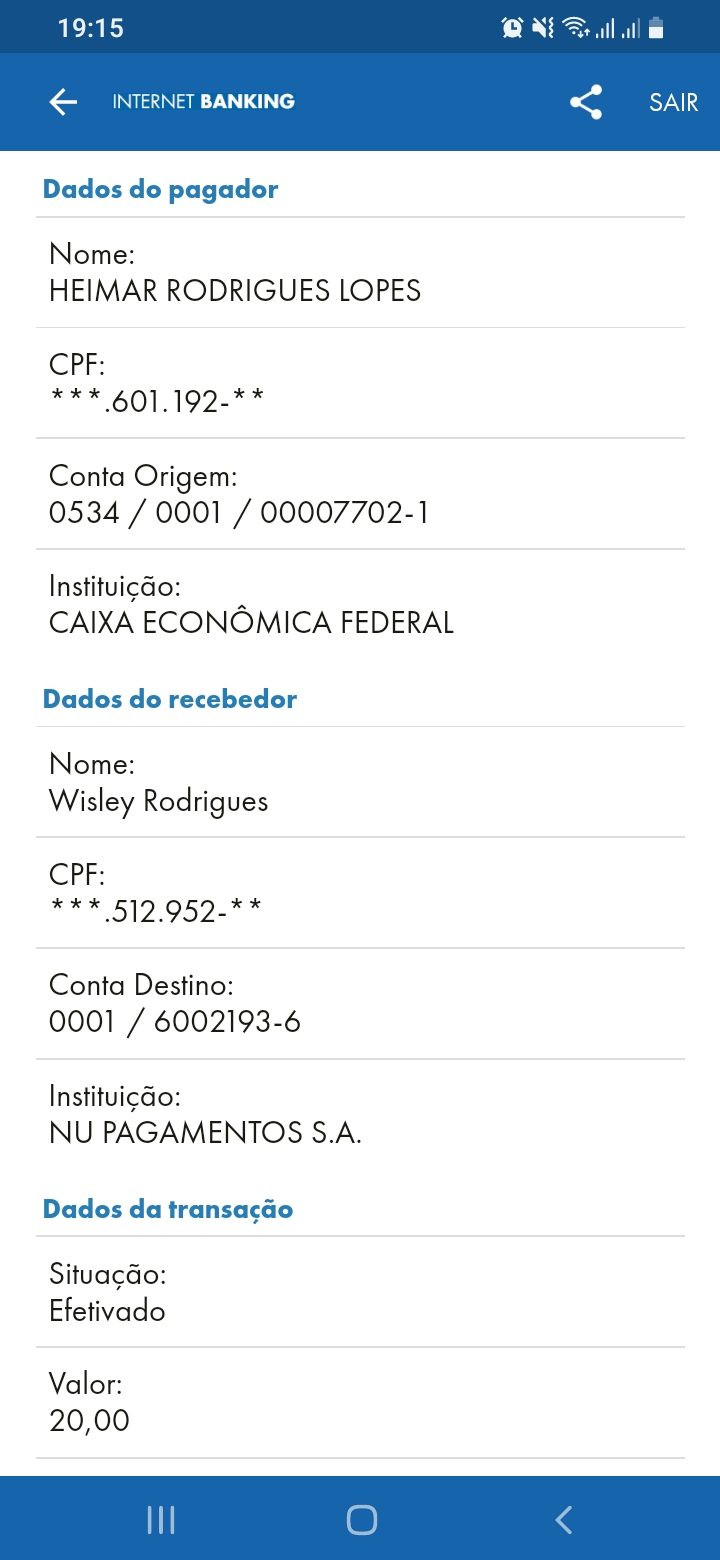 19:15
INTERNET BANKING
SAIR
Dados do pagador
Nome:
HEIMAR RODRIGUES LOPES
CPF:
***.601.192-**
Conta Origem:
0534 / 0001 / 00007702-1
Instituição:
CAIXA ECONÔMICA FEDERAL
Dados do recebedor
Nome:
Wisley Rodrigues
CPF:
***.512.952-**
Conta Destino:
0001 / 6002193-6
Instituição:
NU PAGAMENTOS S.A.
Dados da transação
Situação:
Efetivado
Valor:
20,00